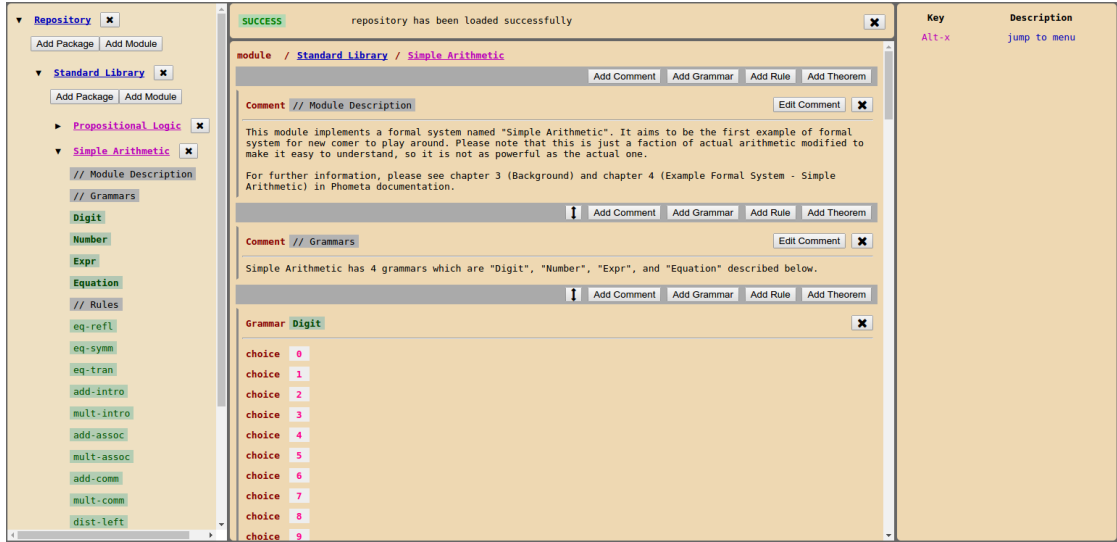 ▼ Repository ✖
Add Package Add Module
▼ Standard Library ✖
Add Package Add Module
► Propositional Logic ✖
▼ Simple Arithmetic ✖
// Module Description
// Grammars
Digit
Number
Expr
Equation
// Rules
eq-refl
eq-symm
eq-tran
add-intro
mult-intro
add-assoc
mult-assoc
add-comm
mult-comm
dist-left
SUCCESS repository has been loaded successfully ✖
module / Standard Library / Simple Arithmetic
Add Comment Add Grammar Add Rule Add Theorem
Comment // Module Description Edit Comment ✖
This module implements a formal system named "Simple Arithmetic". It aims to be the first example of formal
system for new comer to play around. Please note that this is just a faction of actual arithmetic modified to
make it easy to understand, so it is not as powerful as the actual one.
For further information, please see chapter 3 (Background) and chapter 4 (Example Formal System - Simple
Arithmetic) in Phometa documentation.
↕ Add Comment Add Grammar Add Rule Add Theorem
Comment // Grammars Edit Comment ✖
Simple Arithmetic has 4 grammars which are "Digit", "Number", "Expr", and "Equation" described below.
↕ Add Comment Add Grammar Add Rule Add Theorem
Grammar Digit ✖
choice 0
choice 1
choice 2
choice 3
choice 4
choice 5
choice 6
choice 7
choice 8
choice 9
Key Description
Alt-x jump to menu